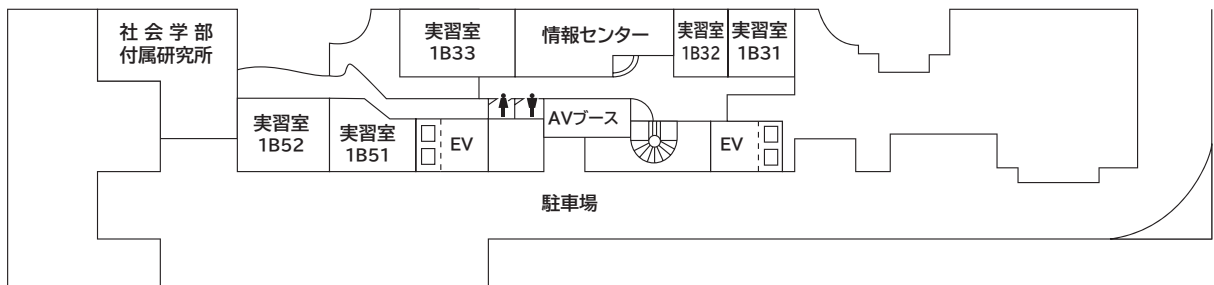 社会学部
付属研究所
実習室
1B33
情報センター
実習室
1B32
実習室
1B31
実習室
1B52
実習室
1B51
EV
AVブース
EV
駐車場